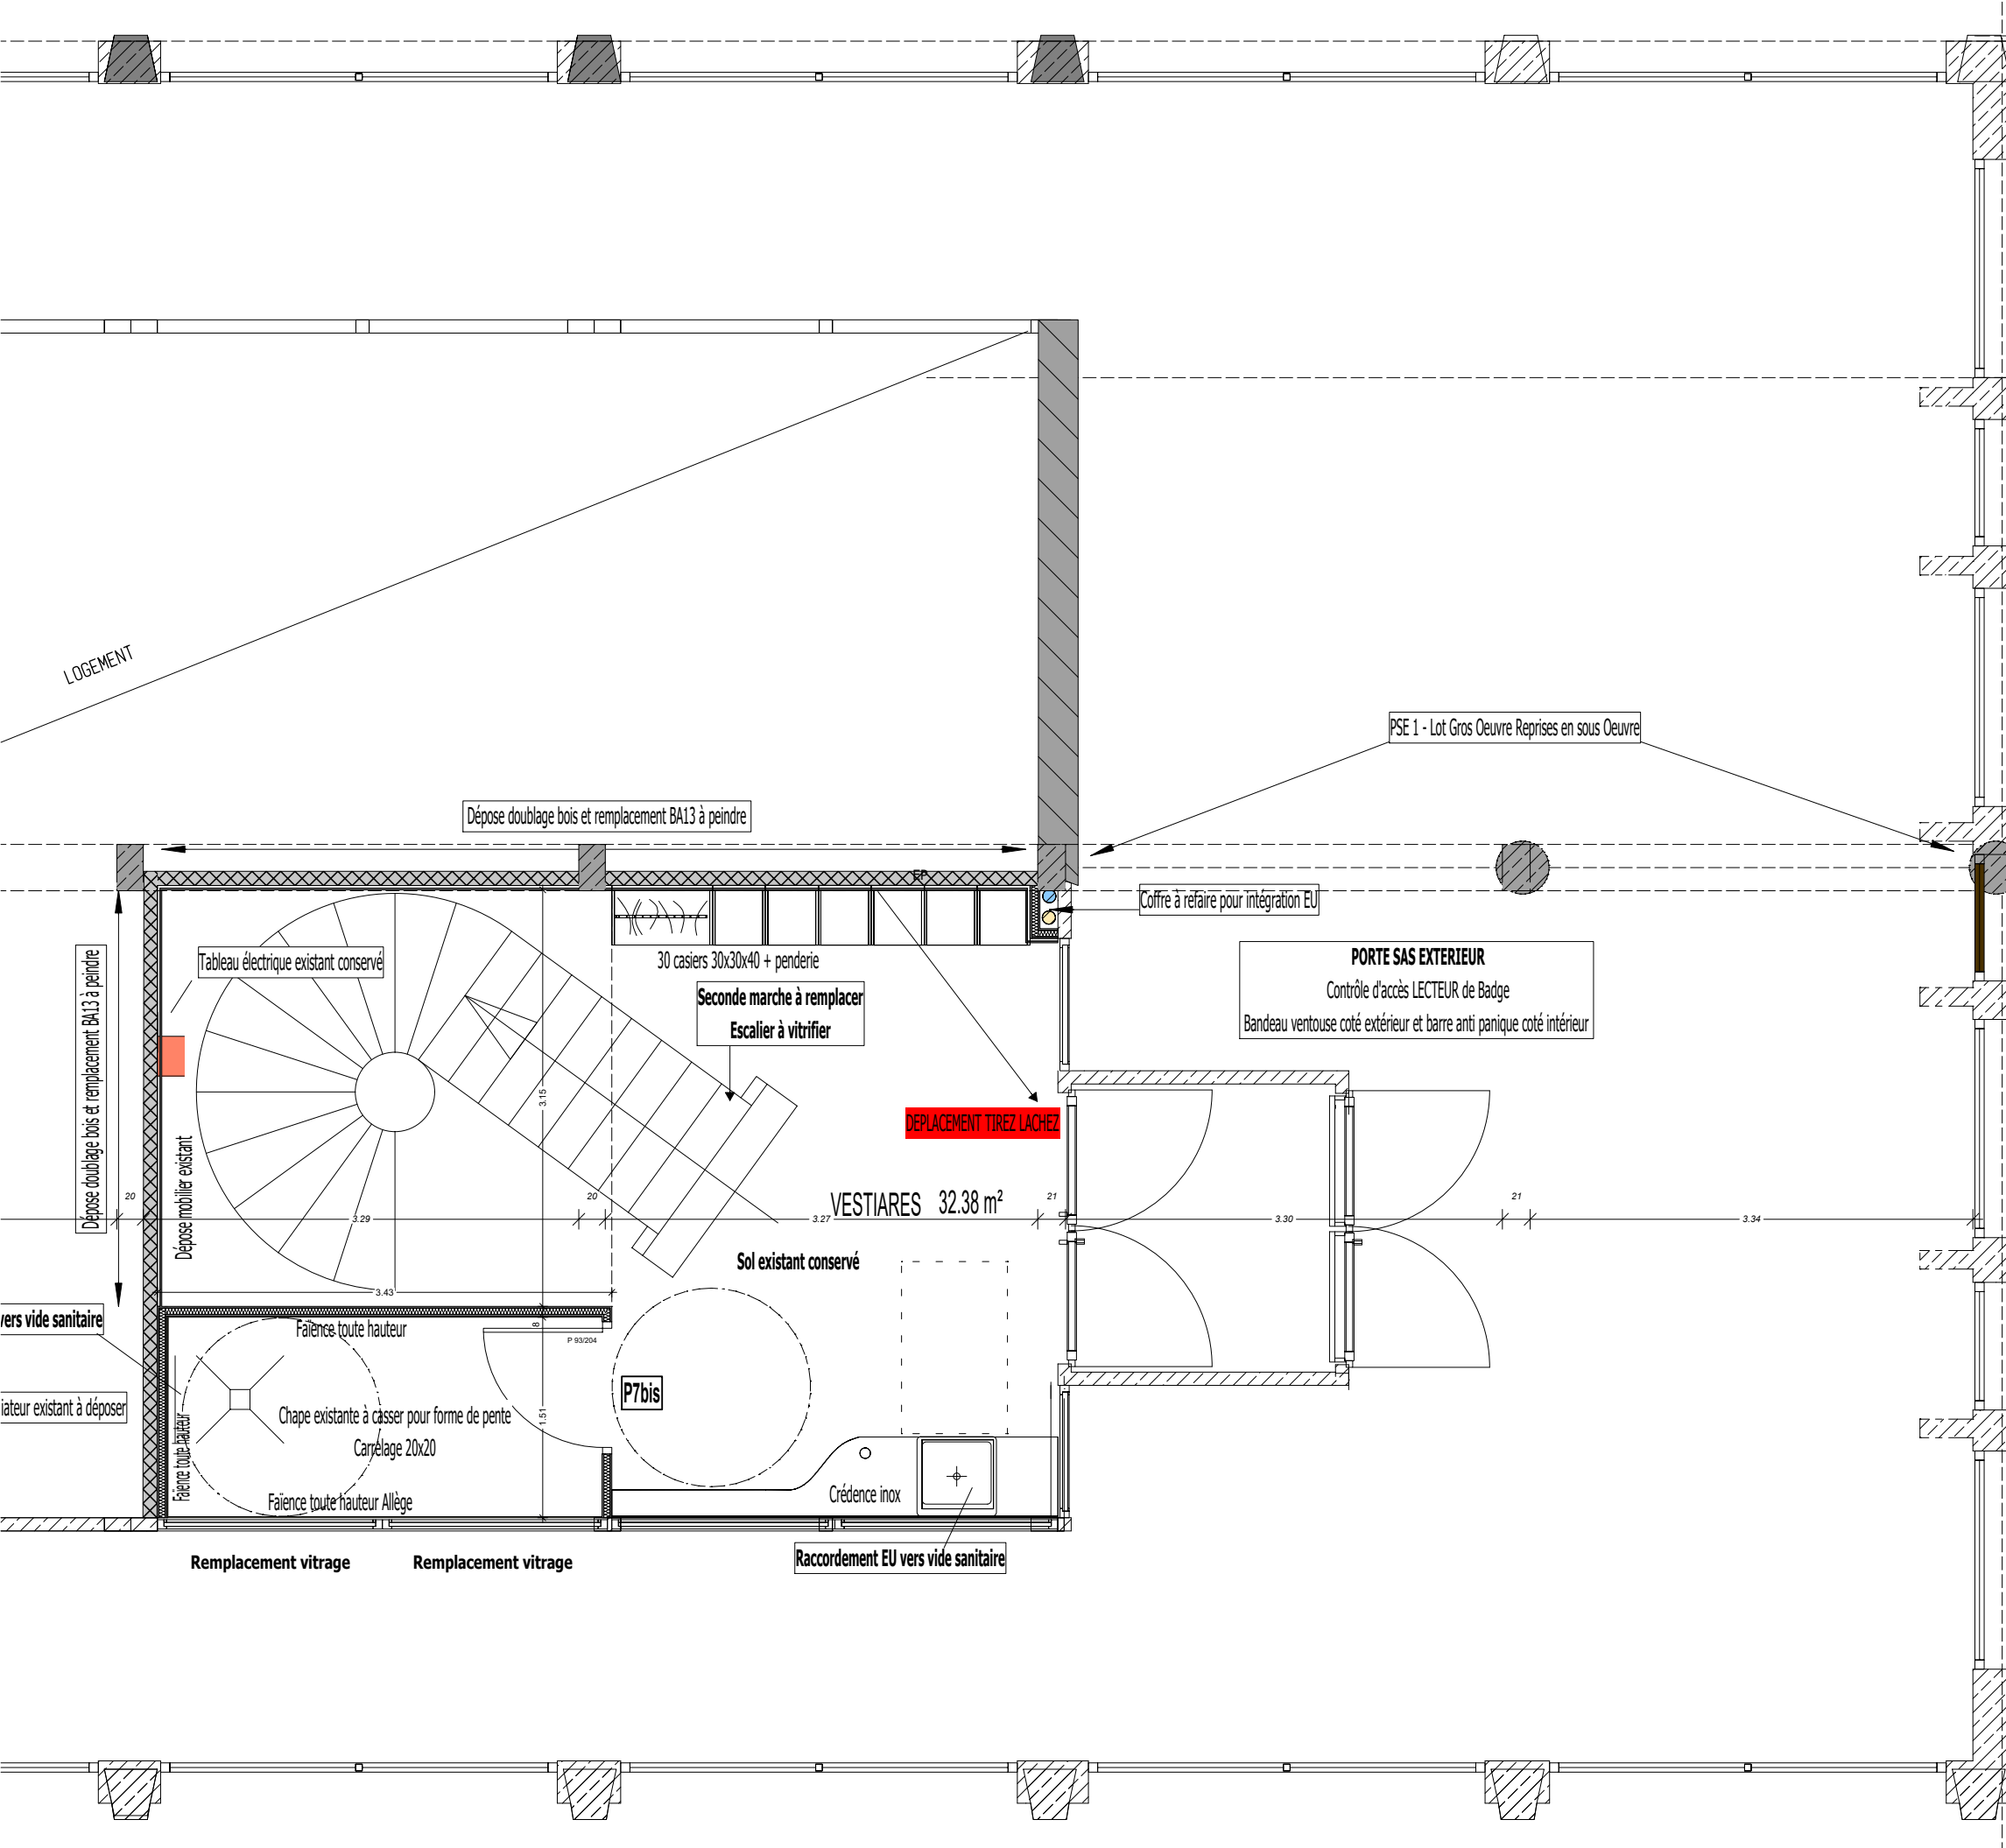 LOGEMENT
PSE 1 - Lot Gros Oeuvre Reprises en sous Oeuvre
Dépose doublage bois et remplacement BA13 à peindre
EP
Coffre à refaire pour intégration EU
Dépose doublage bois et remplacement BA13 à peindre
Tableau électrique existant conservé
30 casiers 30x30x40 + penderie
PORTE SAS EXTERIEUR
Contrôle d'accès LECTEUR de Badge
Bandeau ventouse coté extérieur et barre anti panique coté intérieur
Seconde marche à remplacer
Escalier à vitrifier
3.15
DEPLACEMENT TIREZ LACHEZ
Dépose mobilier existant
VESTIARES 32.38 m²
20
20
21
21
3.29
3.27
3.30
3.34
Sol existant conservé
3.43
vers vide sanitaire
Faïence toute hauteur
8
P 93/204
P7bis
iateur existant à déposer
Chape existante à casser pour forme de pente
Carrelage 20x20
1.51
Faïence toute hauteur
Faïence toute hauteur Allège
Crédence inox
Remplacement vitrage
Remplacement vitrage
Raccordement EU vers vide sanitaire